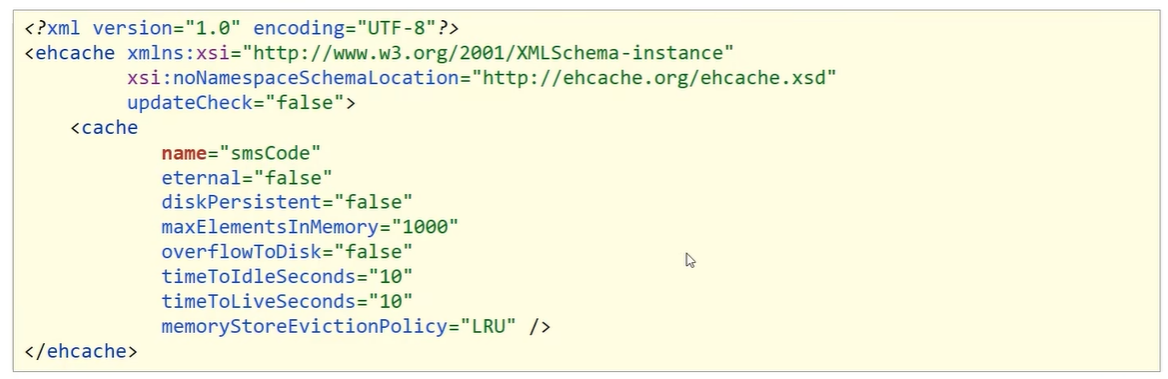 <?xml version="1.0" encoding="UTF-8"?>
<ehcache xmlns:xsi="http://www.w3.org/2001/XMLSchema-instance"
         xsi:noNamespaceSchemaLocation="http://ehcache.org/ehcache.xsd"
         updateCheck="false">
    <cache
            name="smsCode"
            eternal="false"
            diskPersistent="false"
            maxElementsInMemory="1000"
            overflowToDisk="false"
            timeToIdleSeconds="10"
            timeToLiveSeconds="10"
            memoryStoreEvictionPolicy="LRU" />
</ehcache>